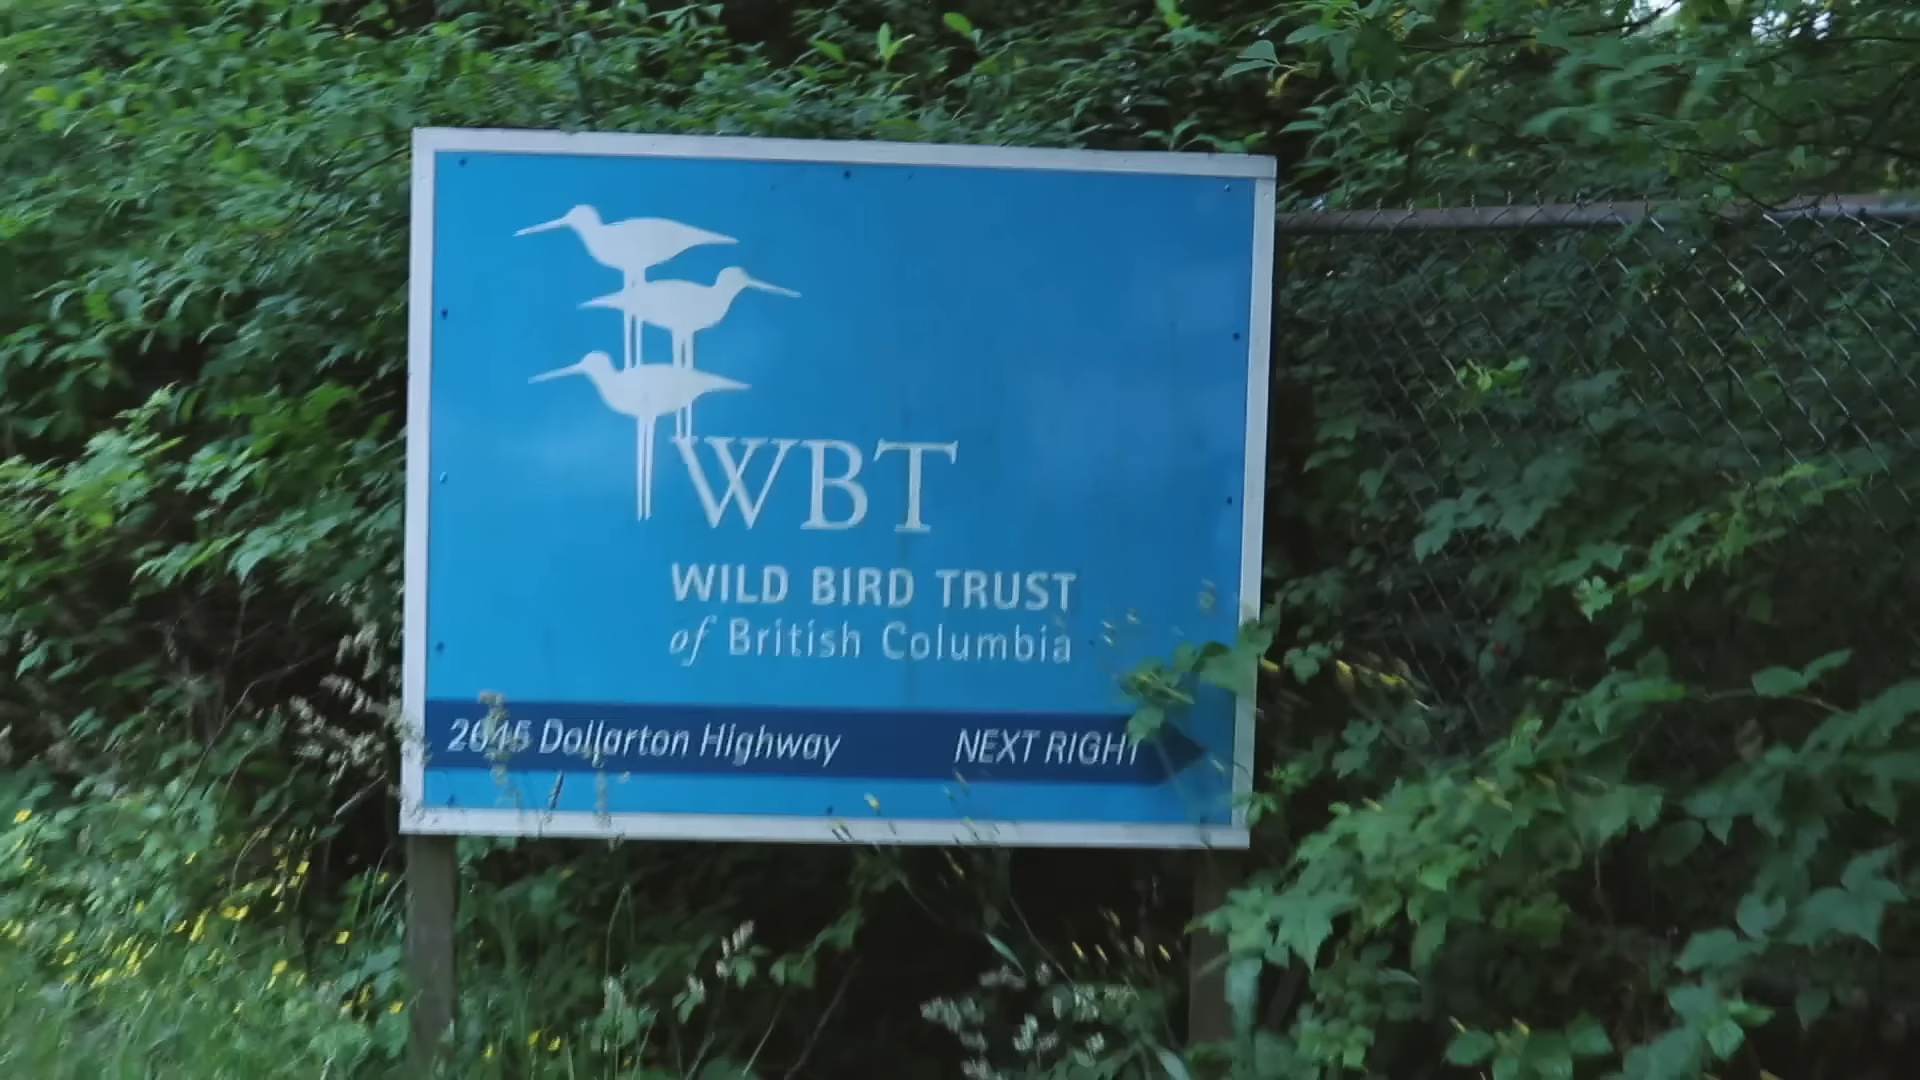 WBT
WILD BIRD TRUST
of British Columbia
2645 Dollarton Highway NEXT RIGHT